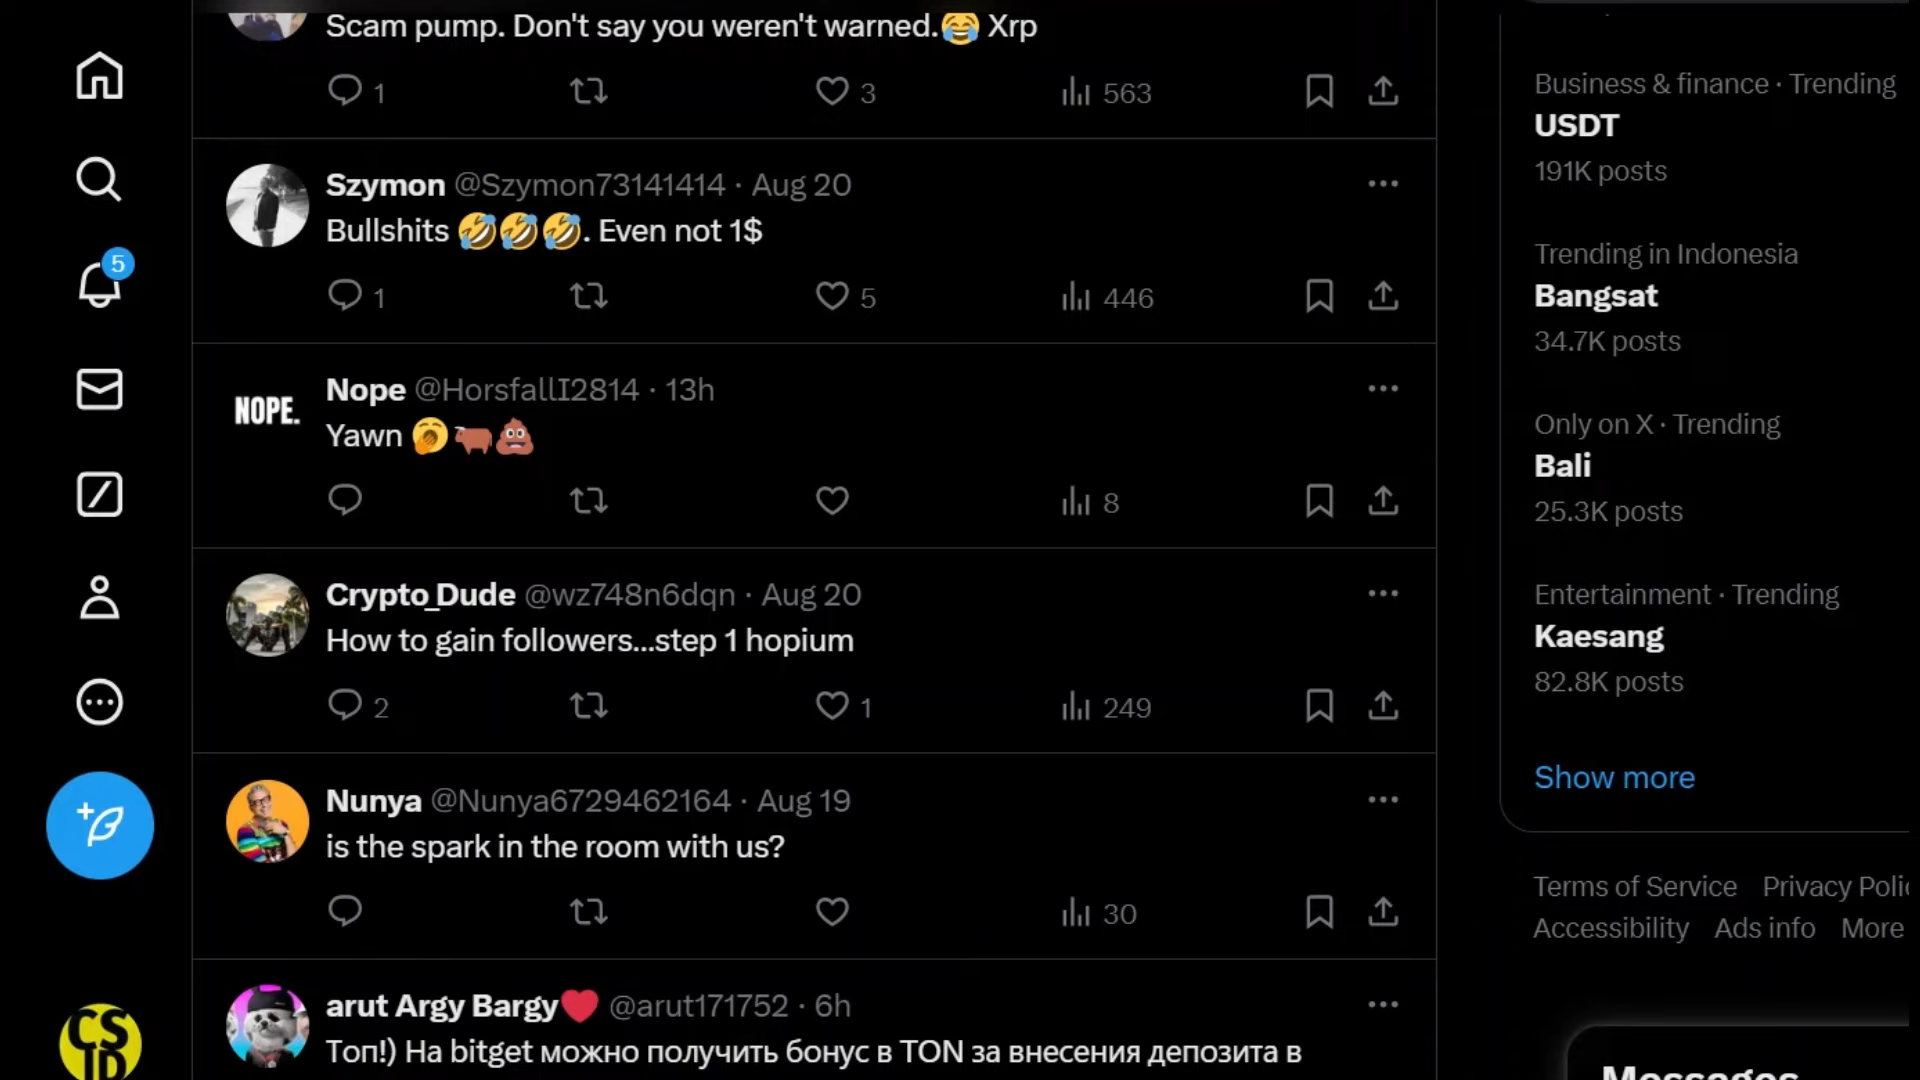 Scam pump. Don't say you weren't warned.😂 Xrp
1 3 563
Szymon @Szymon73141414 · Aug 20
Bullshits 🤣🤣🤣. Even not 1$
1 5 446
NOPE.
Nope @HorsfallI2814 · 13h
Yawn 🥱🐂💩
8
Crypto_Dude @wz748n6dqn · Aug 20
How to gain followers...step 1 hopium
2 1 249
Nunya @Nunya6729462164 · Aug 19
is the spark in the room with us?
30
arut Argy Bargy❤️ @arut171752 · 6h
Топ!) На bitget можно получить бонус в TON за внесения депозита в
5
CS
ID
Business & finance · Trending
USDT
191K posts
Trending in Indonesia
Bangsat
34.7K posts
Only on X · Trending
Bali
25.3K posts
Entertainment · Trending
Kaesang
82.8K posts
Show more
Terms of Service Privacy Polic
Accessibility Ads info More
Messages